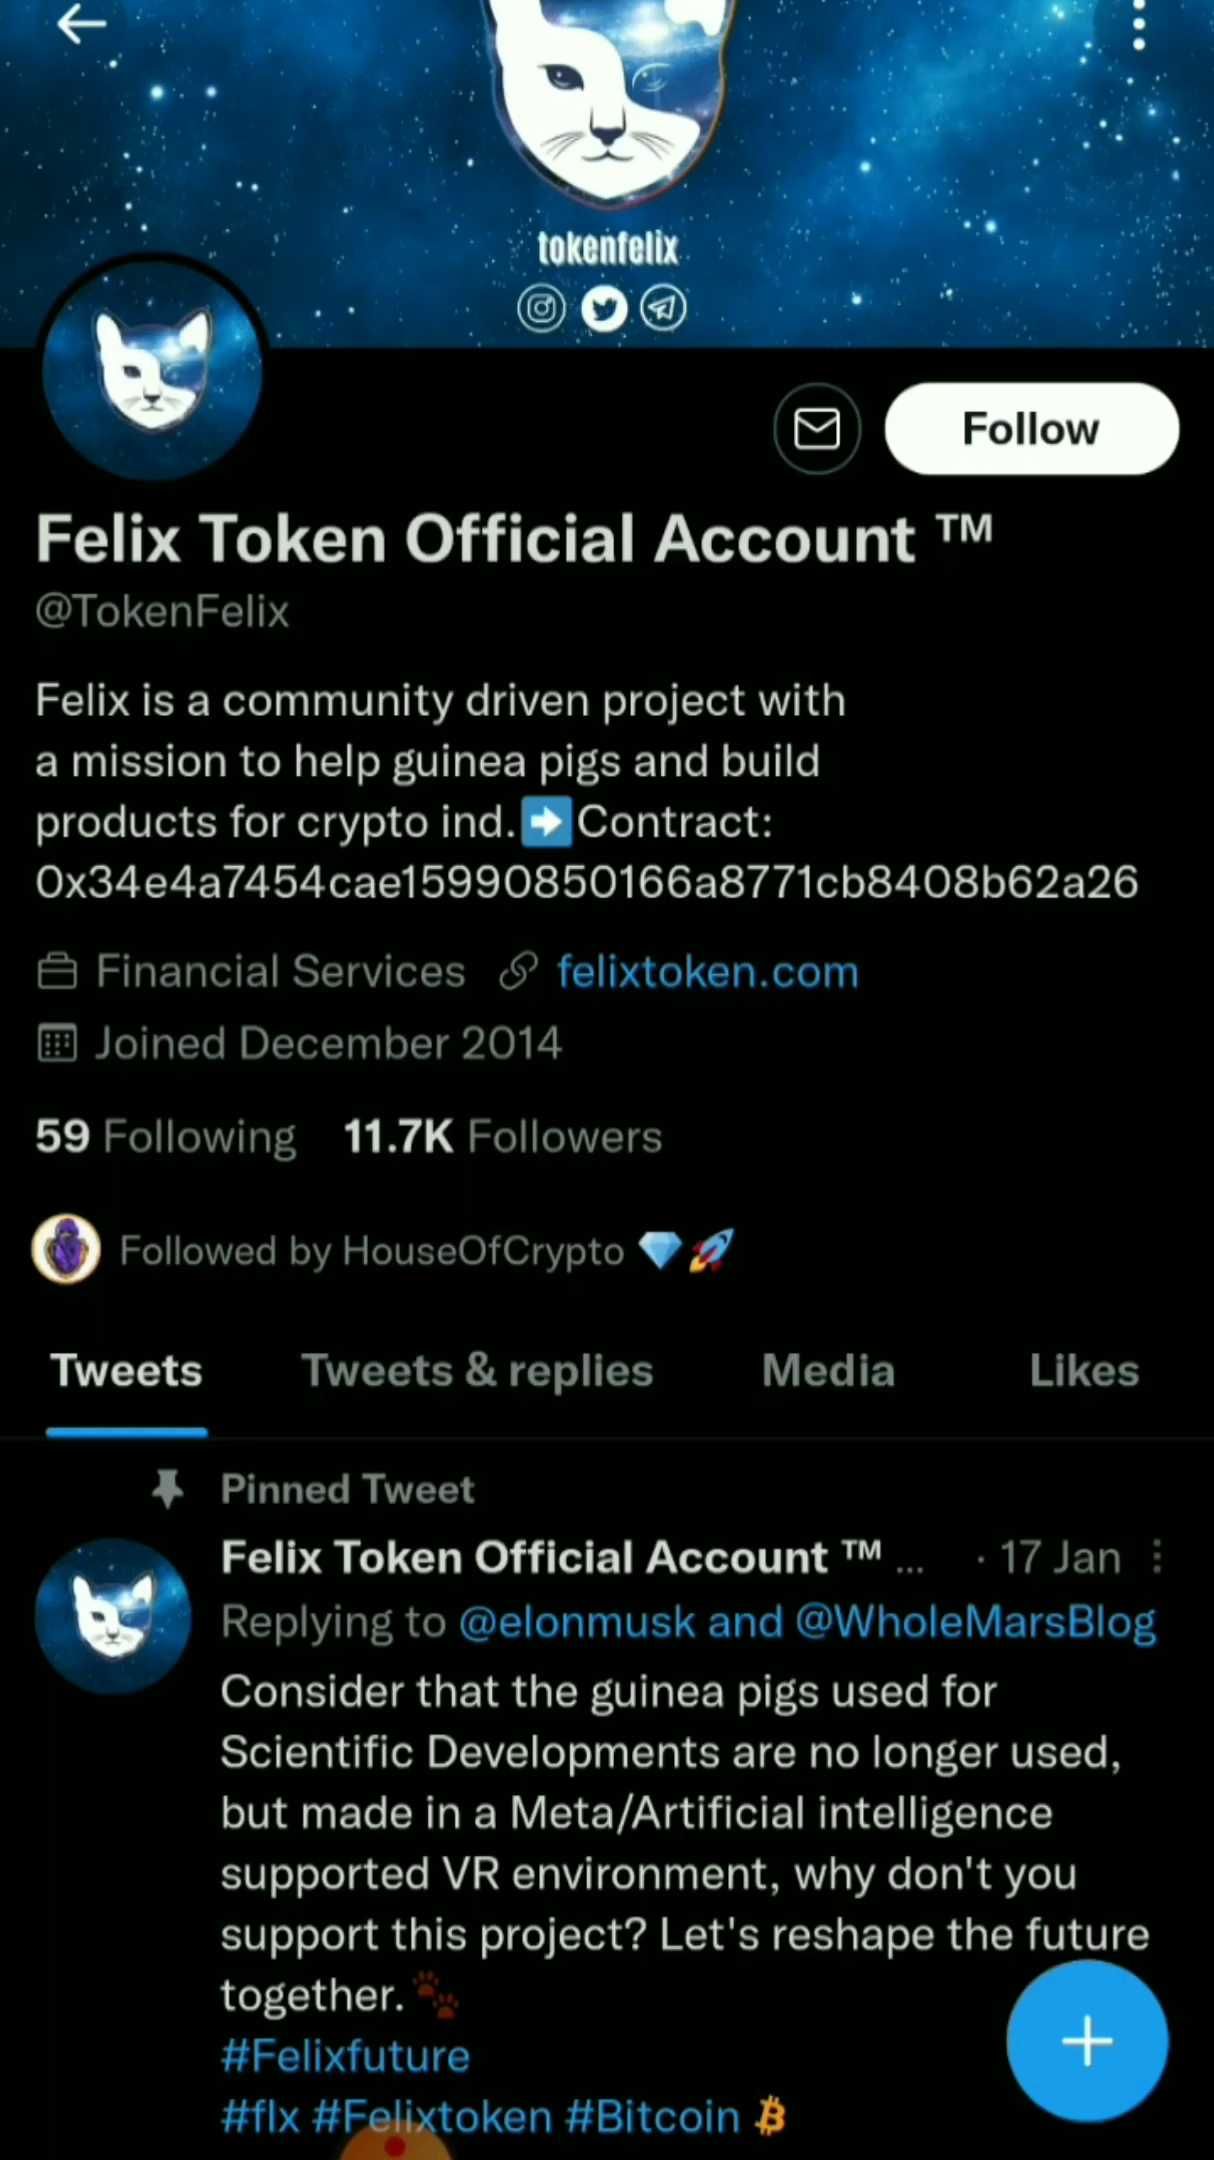 tokenfelix
Follow
Felix Token Official Account ™
@TokenFelix
Felix is a community driven project with
a mission to help guinea pigs and build
products for crypto ind.➡️Contract:
0x34e4a7454cae15990850166a8771cb8408b62a26
Financial Services felixtoken.com
Joined December 2014
59 Following 11.7K Followers
Followed by HouseOfCrypto 💎🚀
Tweets Tweets & replies Media Likes
Pinned Tweet
Felix Token Official Account ™ ... · 17 Jan
Replying to @elonmusk and @WholeMarsBlog
Consider that the guinea pigs used for
Scientific Developments are no longer used,
but made in a Meta/Artificial intelligence
supported VR environment, why don't you
support this project? Let's reshape the future
together. 🐾
#Felixfuture
#flx #Felixtoken #Bitcoin ₿